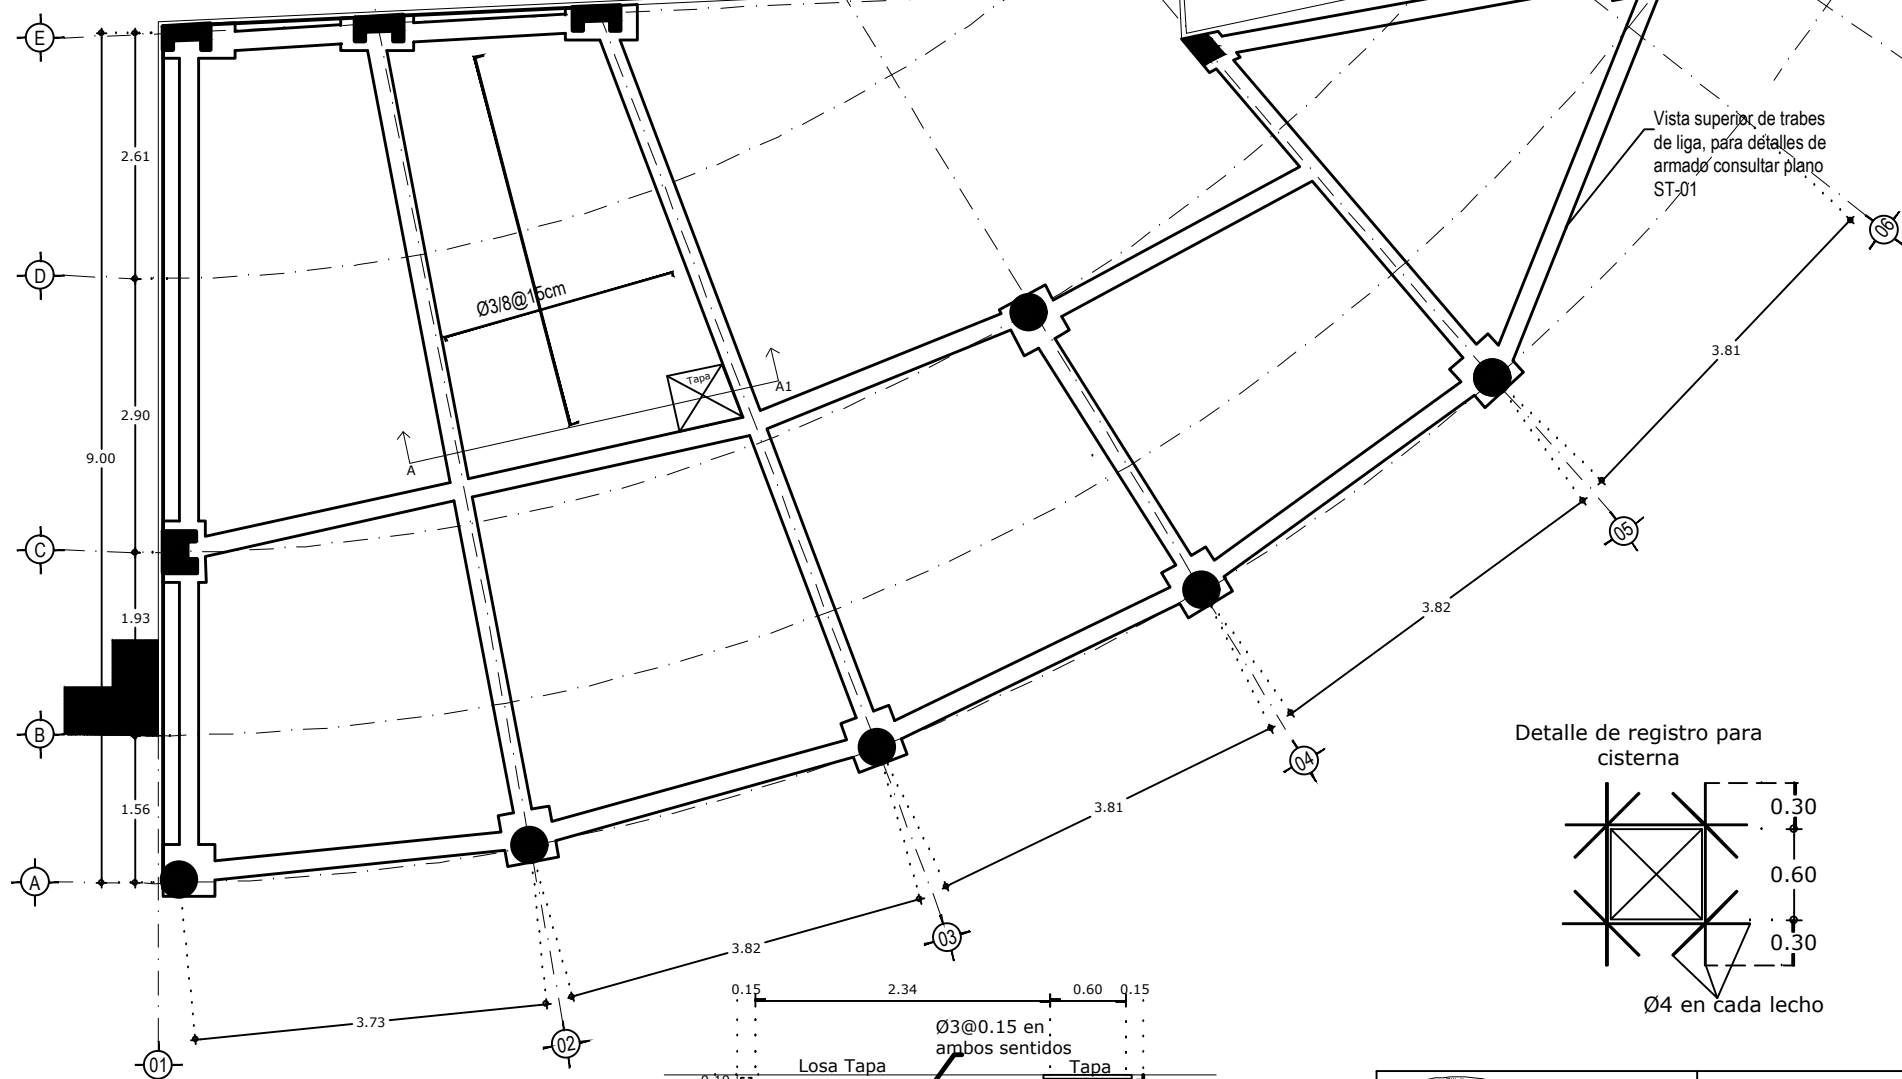 E
2.61
Vista superior de trabes
de liga, para detalles de
armado consultar plano
ST-01
06
D
Ø3/8@15cm
3.81
Tapa
A1
2.90
9.00
A
05
C
3.82
1.93
B
04
Detalle de registro para
cisterna
1.56
3.81
0.30
0.60
A
0.30
03
3.82
0.15
2.34
0.60
0.15
Ø4 en cada lecho
3.73
02
Ø3@0.15 en
ambos sentidos
01
Losa Tapa
Tapa